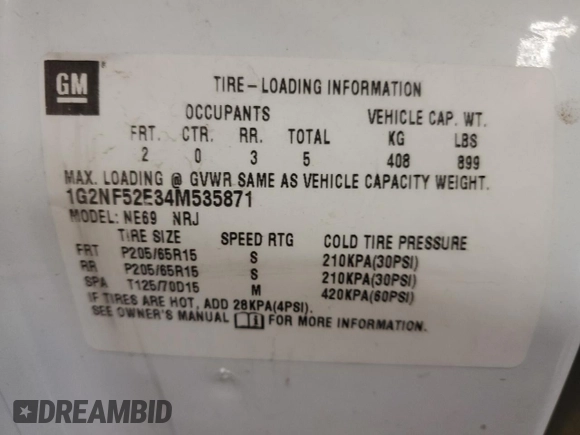 GM
TIRE-LOADING INFORMATION
OCCUPANTS VEHICLE CAP. WT.
FRT. CTR. RR. TOTAL KG LBS
2 0 3 5 408 899
MAX. LOADING @ GVWR SAME AS VEHICLE CAPACITY WEIGHT.
1G2NF52E34M535871
MODEL: NE69 NRJ
TIRE SIZE SPEED RTG COLD TIRE PRESSURE
FRT P205/65R15 S 210KPA(30PSI)
RR P205/65R15 S 210KPA(30PSI)
SPA T125/70D15 M 420KPA(60PSI)
IF TIRES ARE HOT, ADD 28KPA(4PSI).
SEE OWNER'S MANUAL FOR MORE INFORMATION.
DREAMBID